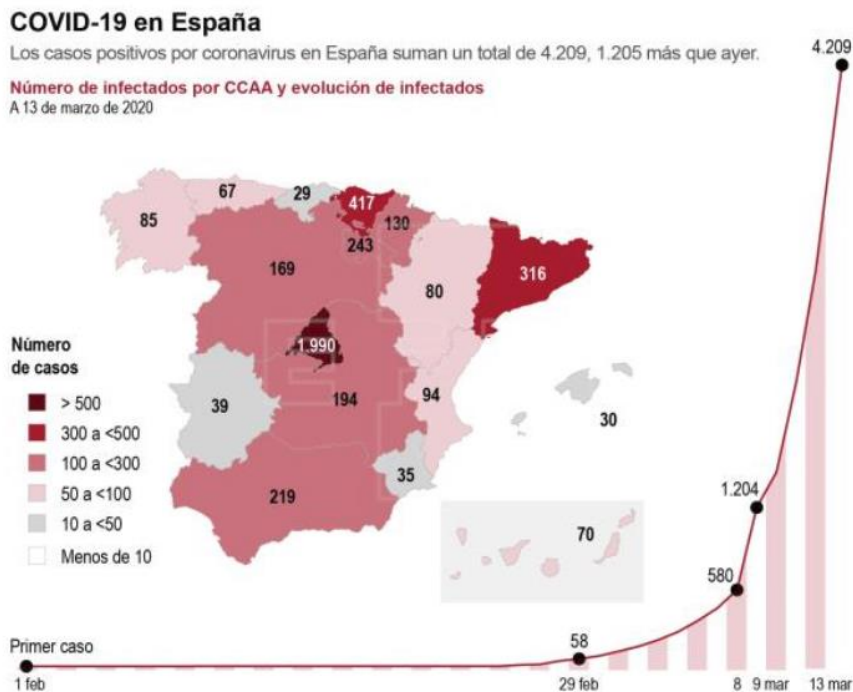 COVID-19 en España
Los casos positivos por coronavirus en España suman un total de 4.209, 1.205 más que ayer.
4.209
Número de infectados por CCAA y evolución de infectados
A 13 de marzo de 2020
67
29
417
85
130
243
169
316
80
1.990
Número
de casos
> 500
300 a <500
100 a <300
50 a <100
10 a <50
Menos de 10
39
194
94
30
35
219
70
1.204
580
58
Primer caso
1 feb
29 feb
8
9 mar
13 mar